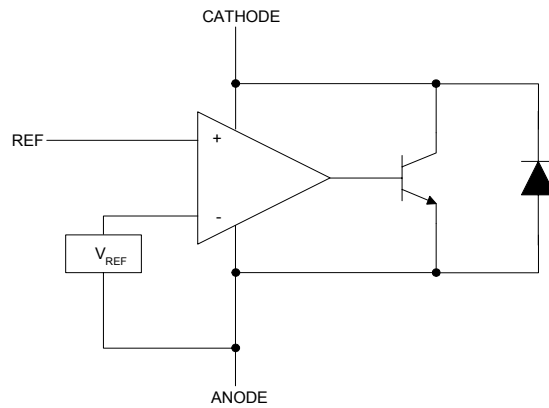 CATHODE
REF
+
-
VREF
ANODE